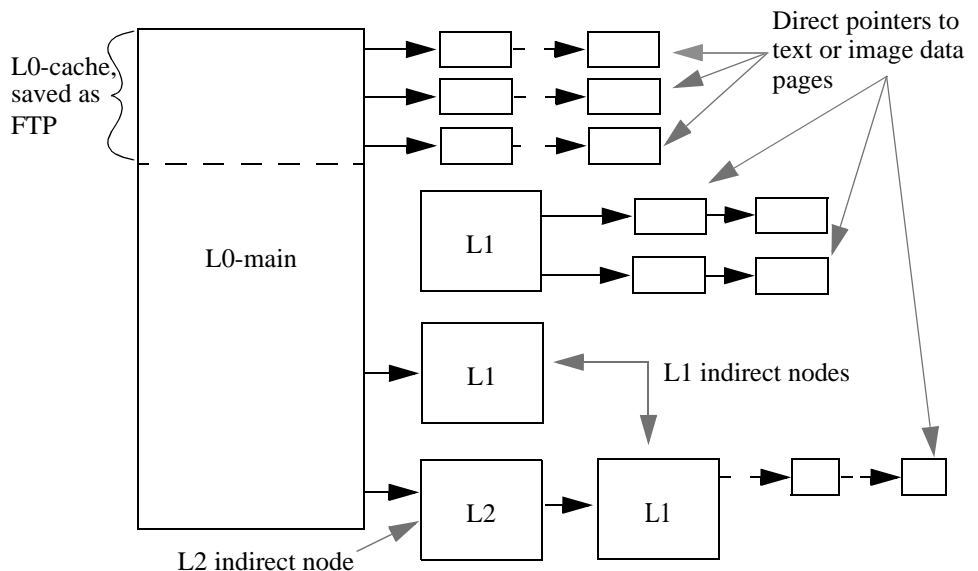 Direct pointers to
text or image data
pages
L0-cache,
saved as
FTP
L0-main
L1
L1
L1 indirect nodes
L2
L1
L2 indirect node